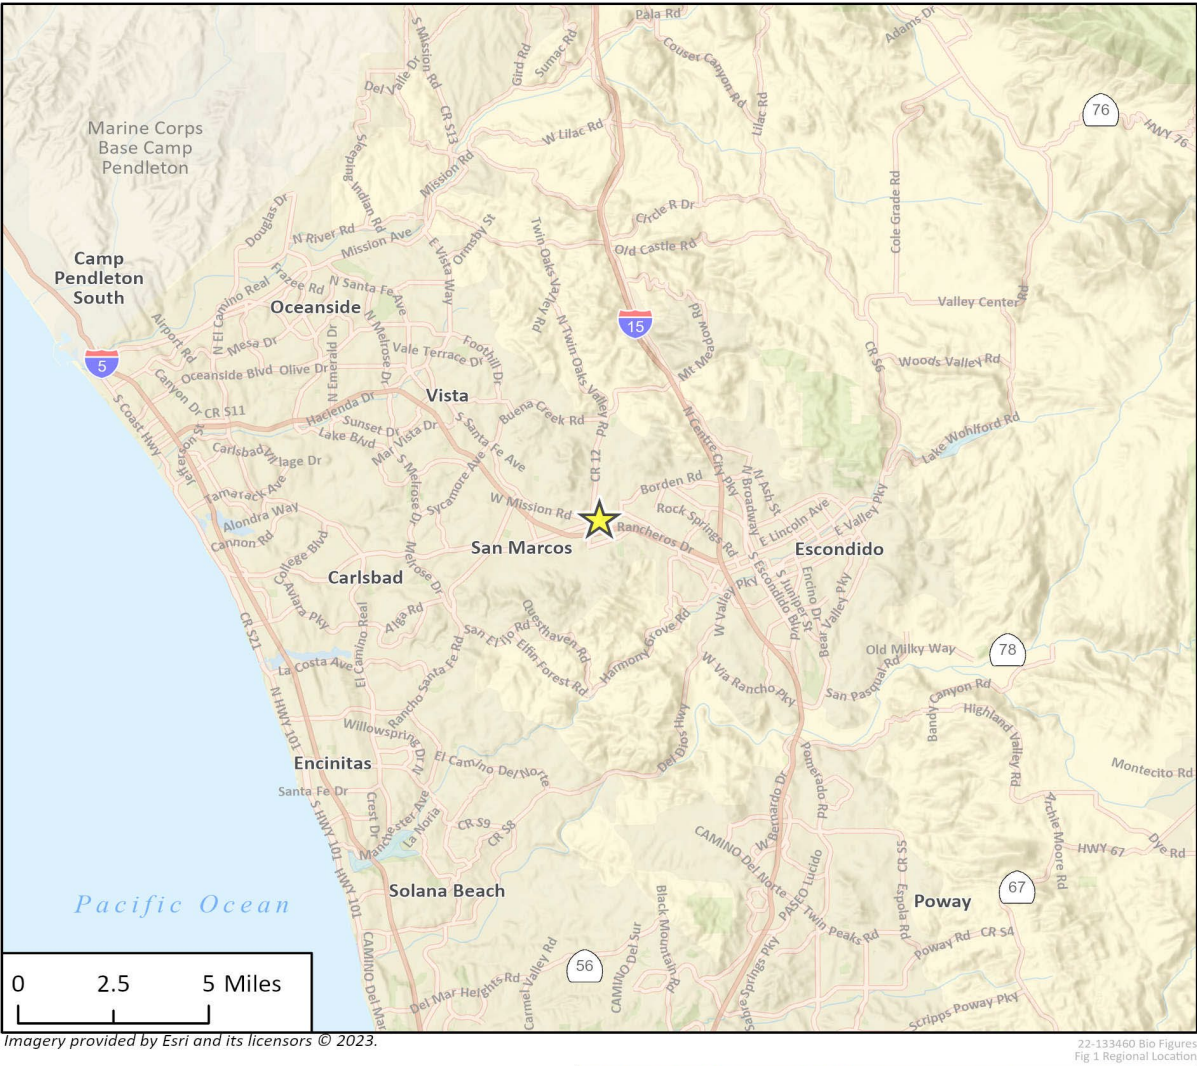 Pala Rd
Adams Dr
S Mission Rd
Gird Rd
Sumac Rd
Couser Canyon Rd
Del Valle Dr
Lilac Rd
76
HWY 76
CR S13
Marine Corps
Base Camp
Pendleton
W Lilac Rd
Sleeping Indian Rd
Mission Rd
Cole Grade Rd
Douglas Dr
Circle R Dr
N River Rd
Mission Ave
E Vista Way
Ormsby St
Twin Oaks Valley Rd
Old Castle Rd
Camp
Pendleton
South
Frazee Rd
N Santa Fe Ave
N El Camino Real
Oceanside
Valley Center Rd
Airport Rd
Mesa Dr
N Emerald Dr
N Melrose Dr
N Twin Oaks Valley Rd
15
Mt Meadow Rd
CR S6
Vale Terrace Dr
Foothill Dr
Woods Valley Rd
5
Oceanside Blvd
Olive Dr
Canyon Dr
Vista
S Coast Hwy
CR S11
Hacienda Dr
Buena Creek Rd
N Centre City Pky
Lake Wohlford Rd
Sunset Dr
Lake Blvd
Mar Vista Dr
S Santa Fe Ave
Jefferson St
Carlsbad Village Dr
CR 12
Tamarack Ave
S Melrose Dr
Sycamore Ave
Borden Rd
N Broadway
N Ash St
Alondra Way
W Mission Rd
Rock Springs Rd
E Lincoln Ave
E Valley Pky
Cannon Rd
College Blvd
San Marcos
Rancheros Dr
Escondido
Carlsbad
Melrose Dr
W Valley Pky
S Escondido Blvd
S Juniper St
Encino Dr
Bear Valley Pky
Aviara Pky
Alga Rd
El Camino Real
CR S21
San Elijo Rd
Questhaven Rd
Elfin Forest Rd
Harmony Grove Rd
Old Milky Way
78
La Costa Ave
Rancho Santa Fe Rd
W Via Rancho Pky
San Pasqual Rd
N HWY 101
Bandy Canyon Rd
Highland Valley Rd
Willowspring Dr N
Del Dios Hwy
Encinitas
El Camino Del Norte
Pomerado Rd
Montecito Rd
Santa Fe Dr
S HWY 101
Crest Dr
Manchester Ave
La Noria
CR S9
CR S8
W Bernardo Dr
Archie Moore Rd
CAMINO Del Norte
CR S5
HWY 67
Dye Rd
HWY 101
Solana Beach
Black Mountain Rd
PASEO Lucido
Espola Rd
67
Poway
Pacific Ocean
Twin Peaks Rd
Poway Rd
CR S4
CAMINO Del Mar
Carmel Valley Rd
56
CAMINO Del Sur
Sabre Springs Pky
Del Mar Heights Rd
Scripps Poway Pky
0 2.5 5 Miles
Imagery provided by Esri and its licensors © 2023.
22-133460 Bio Figures
Fig 1 Regional Location